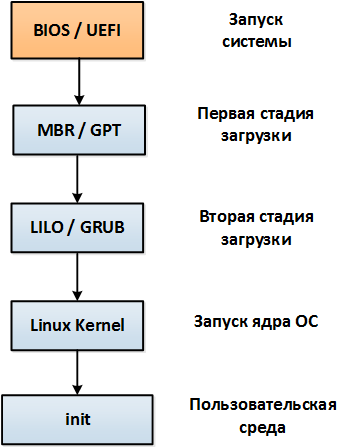 BIOS / UEFI
Запуск
системы
MBR / GPT
Первая стадия
загрузки
LILO / GRUB
Вторая стадия
загрузки
Linux Kernel
Запуск ядра ОС
init
Пользовательская
среда